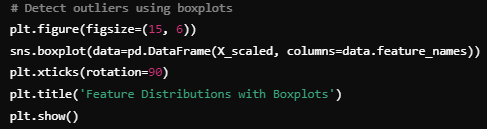 # Detect outliers using boxplots
plt.figure(figsize=(15, 6))
sns.boxplot(data=pd.DataFrame(X_scaled, columns=data.feature_names))
plt.xticks(rotation=90)
plt.title('Feature Distributions with Boxplots')
plt.show()